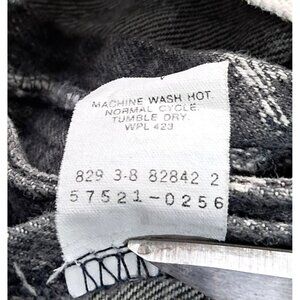 MACHINE WASH HOT.
NORMAL CYCLE.
TUMBLE DRY.
WPL 423
829 3-8 82842 2
57521-0256